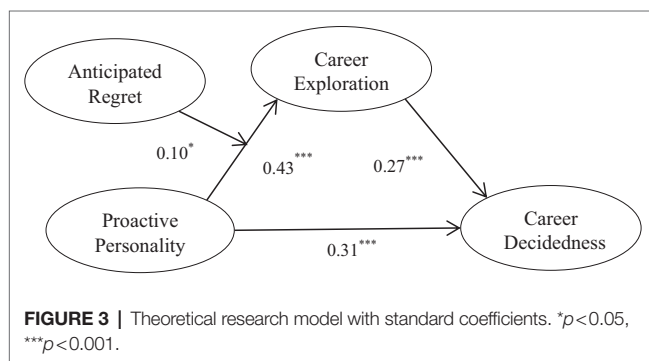 Anticipated
Regret
Career
Exploration
0.10*
0.43***
0.27***
Proactive
Personality
0.31***
Career
Decidedness
FIGURE 3 | Theoretical research model with standard coefficients. *p<0.05,
***p<0.001.